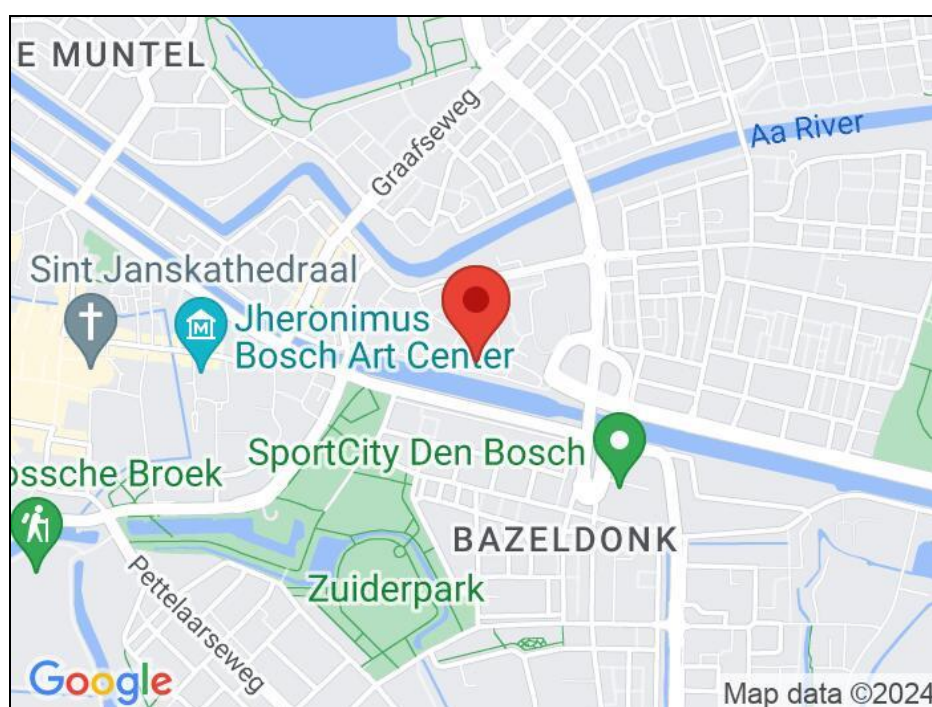 E MUNTEL
Graafseweg
Aa River
Sint Janskathedraal
Jheronimus
Bosch Art Center
M
SportCity Den Bosch
ossche Broek
BAZELDONK
Zuiderpark
Pettelaarseweg
Google
Map data ©2024